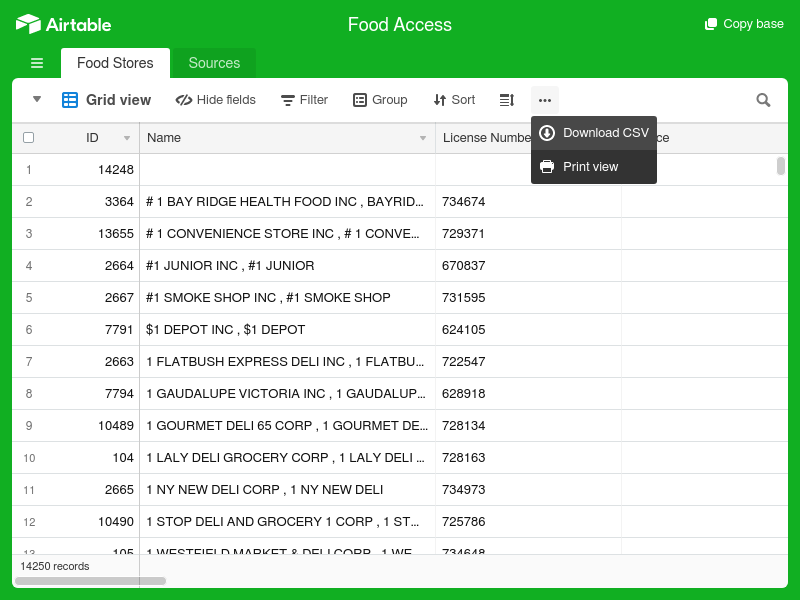 Airtable
Food Access
Copy base
Food Stores
Sources
Grid view
Hide fields
Filter
Group
Sort
Download CSV
Print view
ID
Name
License Numbe
ce
1 14248
2 3364 # 1 BAY RIDGE HEALTH FOOD INC , BAYRID... 734674
3 13655 # 1 CONVENIENCE STORE INC , # 1 CONVE... 729371
4 2664 #1 JUNIOR INC , #1 JUNIOR 670837
5 2667 #1 SMOKE SHOP INC , #1 SMOKE SHOP 731595
6 7791 $1 DEPOT INC , $1 DEPOT 624105
7 2663 1 FLATBUSH EXPRESS DELI INC , 1 FLATBU... 722547
8 7794 1 GAUDALUPE VICTORIA INC , 1 GAUDALUP... 628918
9 10489 1 GOURMET DELI 65 CORP , 1 GOURMET DE... 728134
10 104 1 LALY DELI GROCERY CORP , 1 LALY DELI ... 728163
11 2665 1 NY NEW DELI CORP , 1 NY NEW DELI 734973
12 10490 1 STOP DELI AND GROCERY 1 CORP , 1 ST... 725786
13 105 1 WESTFIELD MARKET & DELI CORP , 1 WE... 734648
14250 records